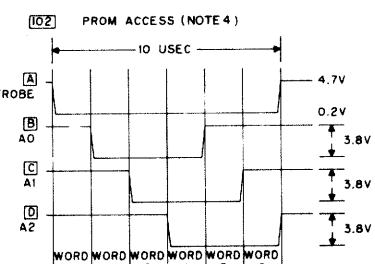 102 PROM ACCESS (NOTE 4)
10 USEC
A
ROBE
4.7V
0.2V
B
A0
3.8V
C
A1
3.8V
D
A2
3.8V
WORD WORD WORD WORD WORD WORD